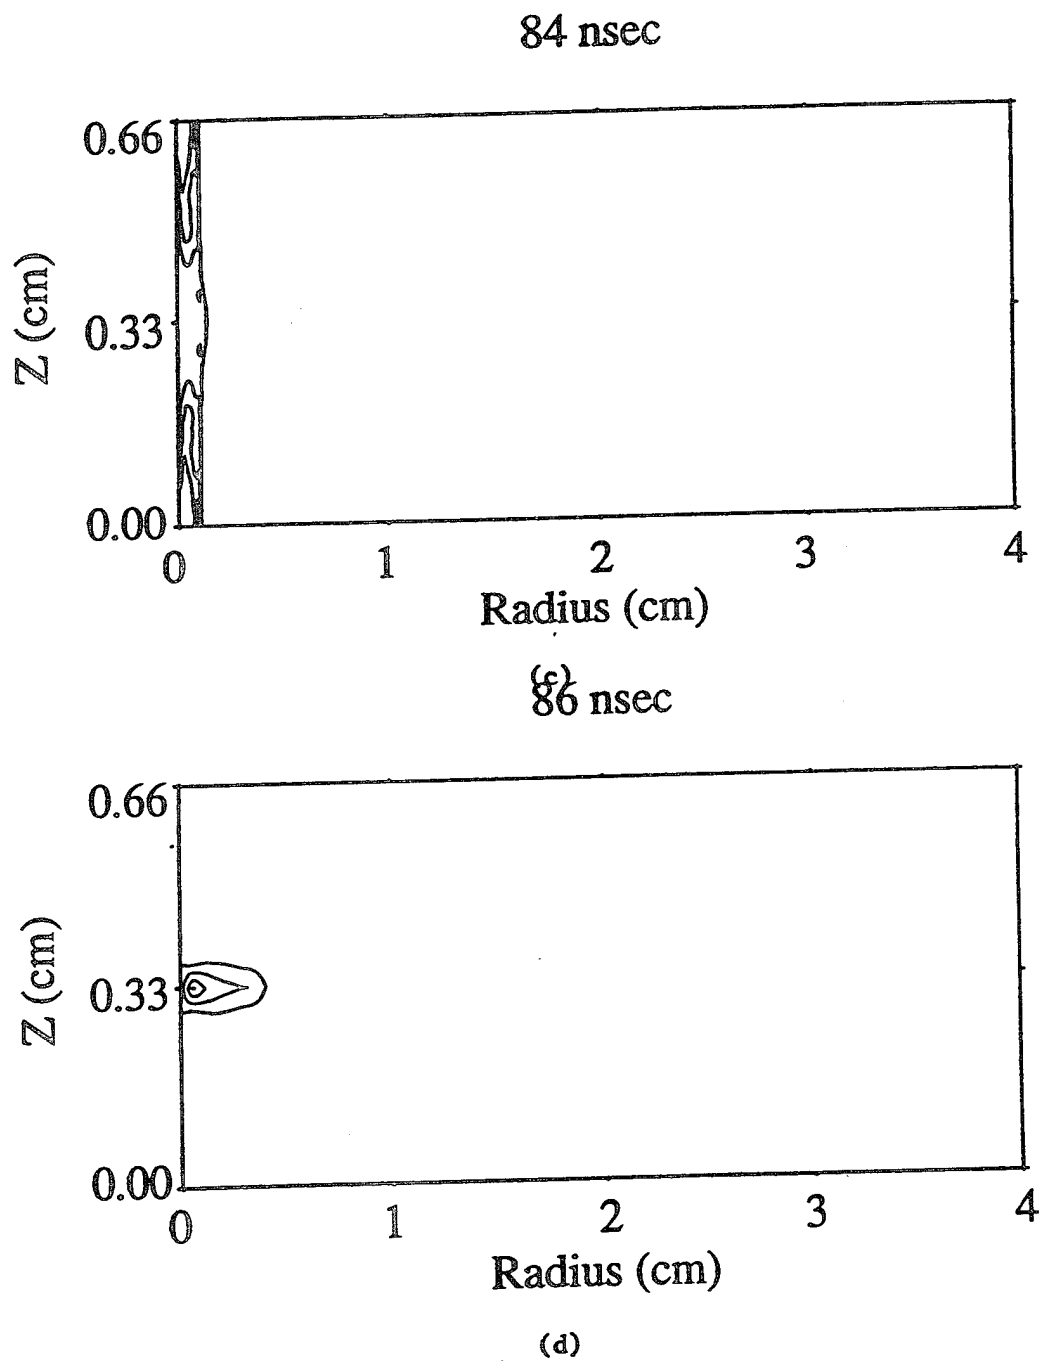 84 nsec
0.66
0.33
0.00
Z (cm)
0 1 2 3 4
Radius (cm)
(c)
86 nsec
0.66
0.33
0.00
Z (cm)
0 1 2 3 4
Radius (cm)
(d)